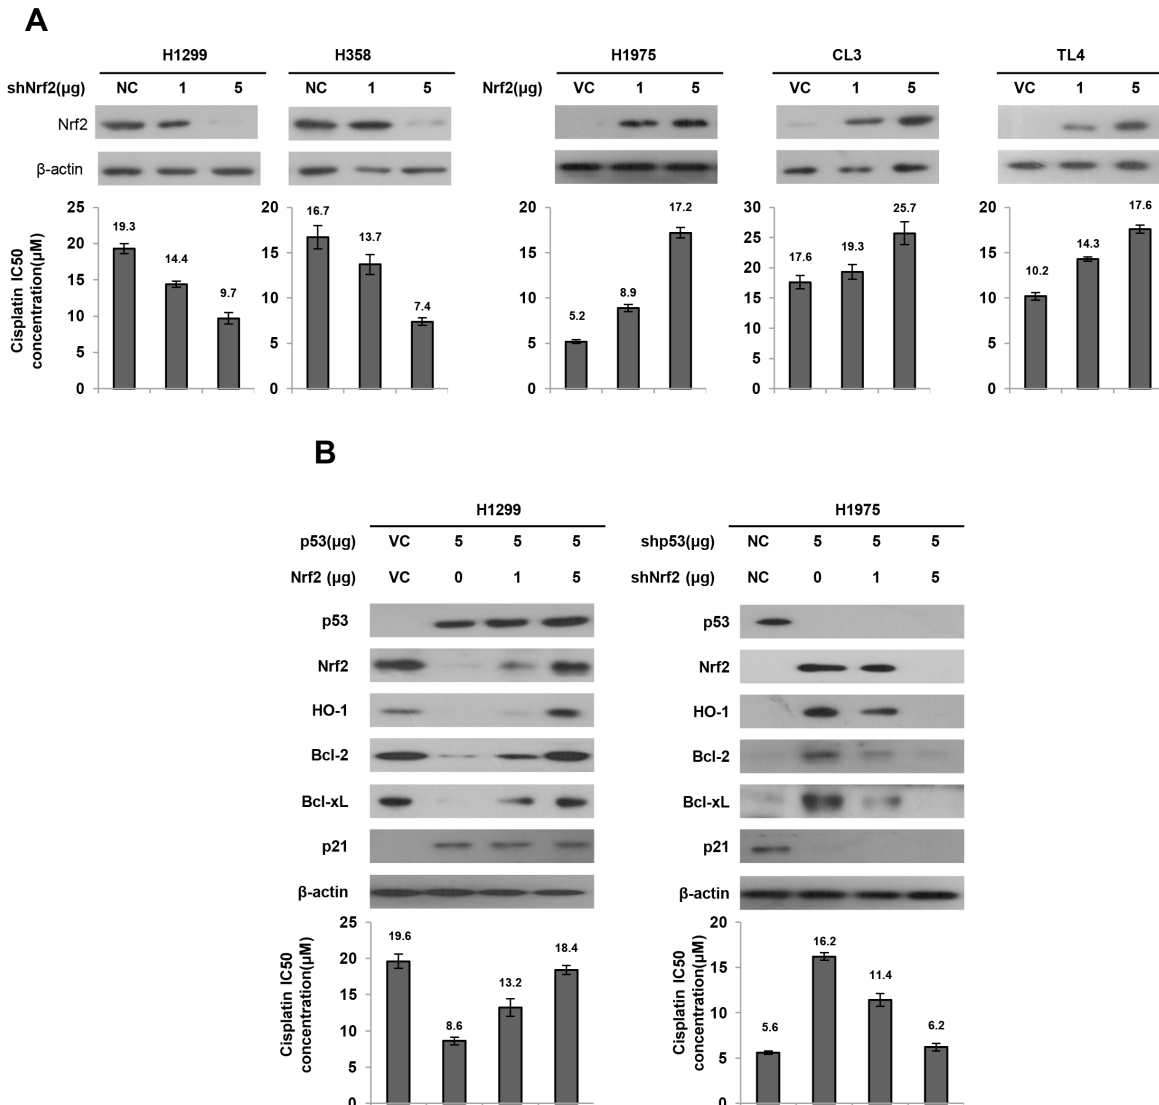 A
H1299 H358 H1975 CL3 TL4
shNrf2(μg) NC 1 5 NC 1 5 Nrf2(μg) VC 1 5 VC 1 5 VC 1 5
Nrf2
β-actin
Cisplatin IC50
concentration(μM)
25
20
15
10
5
0
19.3
14.4
9.7
20
15
10
5
0
16.7
13.7
7.4
20
15
10
5
0
5.2
8.9
17.2
30
25
20
15
10
5
0
17.6
19.3
25.7
20
15
10
5
0
10.2
14.3
17.6
B
H1299
p53(μg) VC 5 5 5
Nrf2 (μg) VC 0 1 5
p53
Nrf2
HO-1
Bcl-2
Bcl-xL
p21
β-actin
Cisplatin IC50
concentration(μM)
25
20
15
10
5
0
19.6
8.6
13.2
18.4
H1975
shp53(μg) NC 5 5 5
shNrf2 (μg) NC 0 1 5
p53
Nrf2
HO-1
Bcl-2
Bcl-xL
p21
β-actin
Cisplatin IC50
concentration(μM)
20
15
10
5
0
5.6
16.2
11.4
6.2